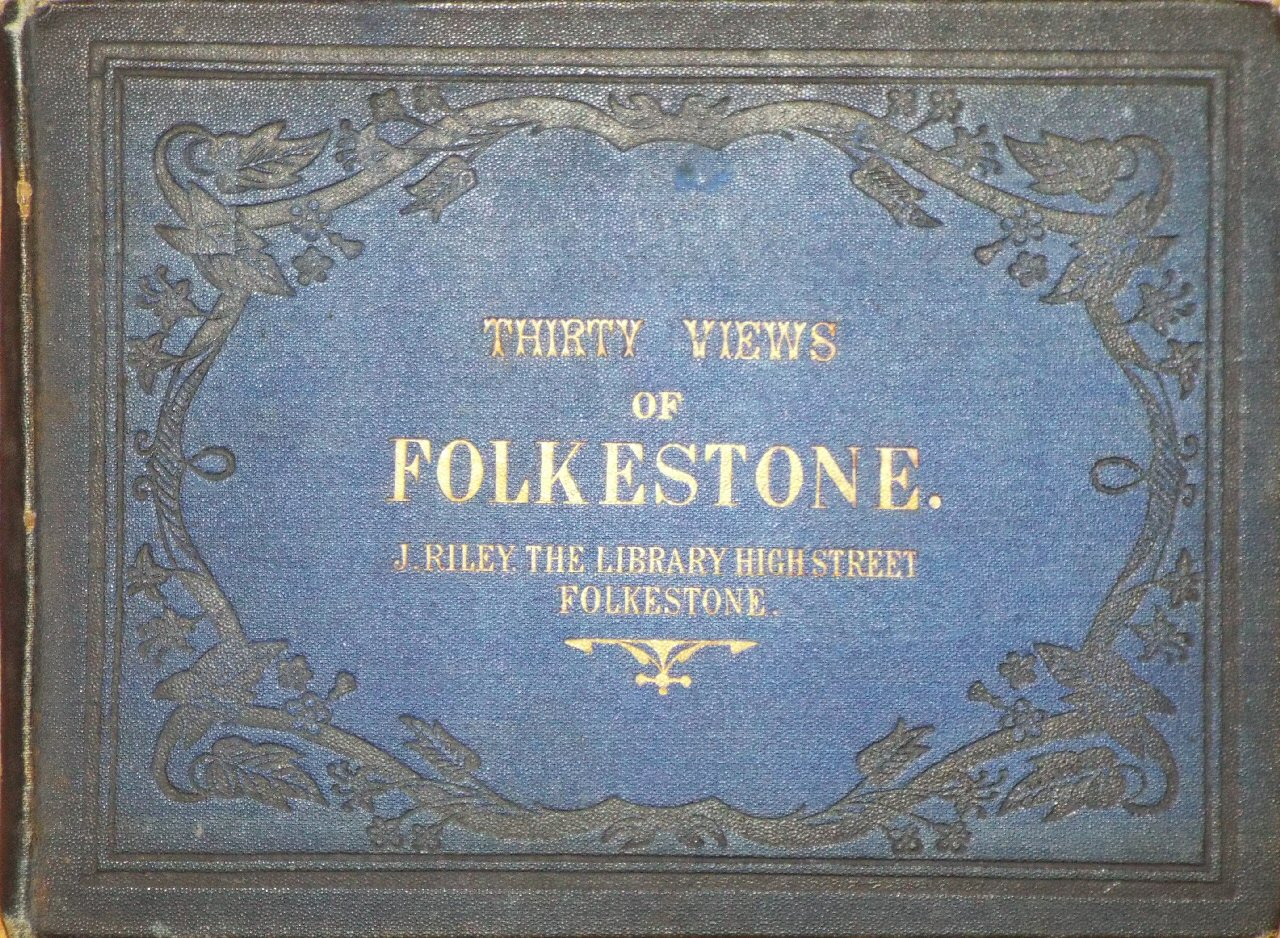 THIRTY VIEWS
OF
FOLKESTONE.
J. RILEY. THE LIBRARY HIGH STREET
FOLKESTONE.